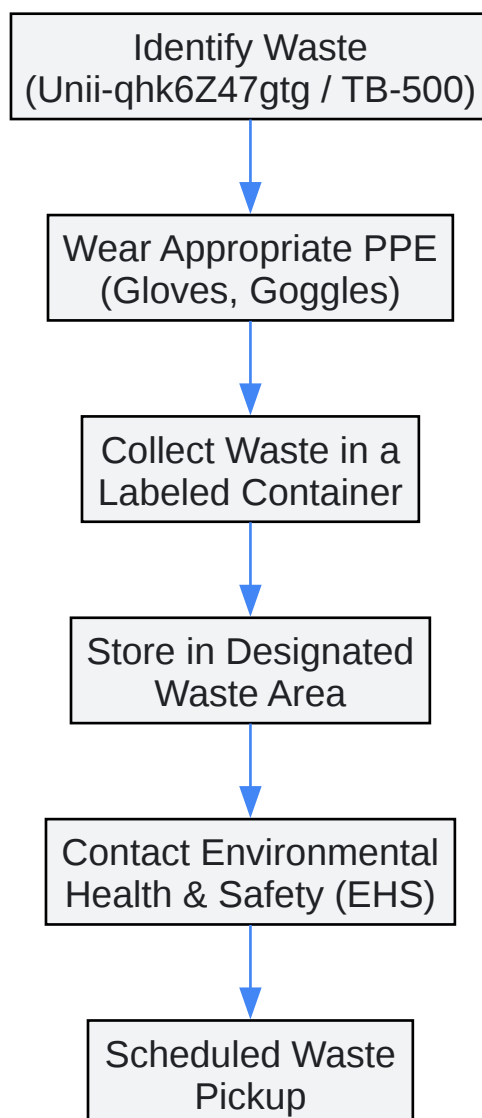 Identify Waste
(Unii-qhk6Z47gtg / TB-500)
Wear Appropriate PPE
(Gloves, Goggles)
Collect Waste in a
Labeled Container
Store in Designated
Waste Area
Contact Environmental
Health & Safety (EHS)
Scheduled Waste
Pickup